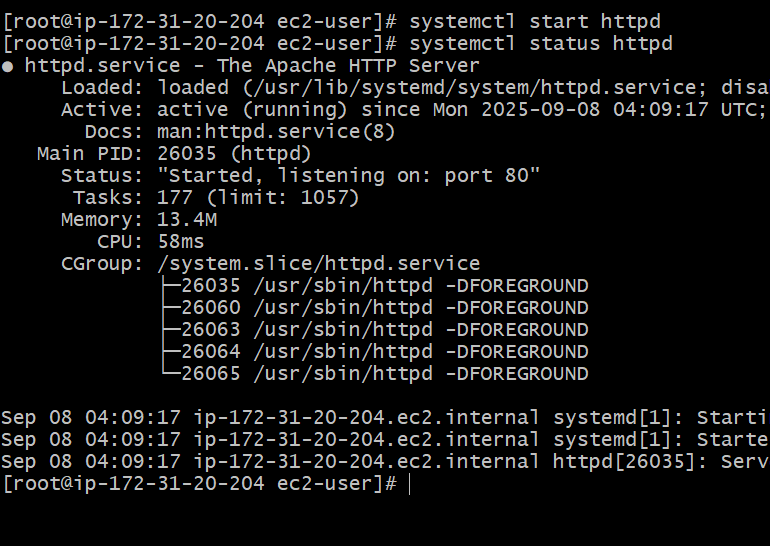 [root@ip-172-31-20-204 ec2-user]# systemctl start httpd
[root@ip-172-31-20-204 ec2-user]# systemctl status httpd
● httpd.service - The Apache HTTP Server
     Loaded: loaded (/usr/lib/systemd/system/httpd.service; disa
     Active: active (running) since Mon 2025-09-08 04:09:17 UTC;
       Docs: man:httpd.service(8)
   Main PID: 26035 (httpd)
     Status: "Started, listening on: port 80"
      Tasks: 177 (limit: 1057)
     Memory: 13.4M
        CPU: 58ms
     CGroup: /system.slice/httpd.service
             ├─26035 /usr/sbin/httpd -DFOREGROUND
             ├─26060 /usr/sbin/httpd -DFOREGROUND
             ├─26063 /usr/sbin/httpd -DFOREGROUND
             ├─26064 /usr/sbin/httpd -DFOREGROUND
             └─26065 /usr/sbin/httpd -DFOREGROUND

Sep 08 04:09:17 ip-172-31-20-204.ec2.internal systemd[1]: Starti
Sep 08 04:09:17 ip-172-31-20-204.ec2.internal systemd[1]: Starte
Sep 08 04:09:17 ip-172-31-20-204.ec2.internal httpd[26035]: Serv
[root@ip-172-31-20-204 ec2-user]#